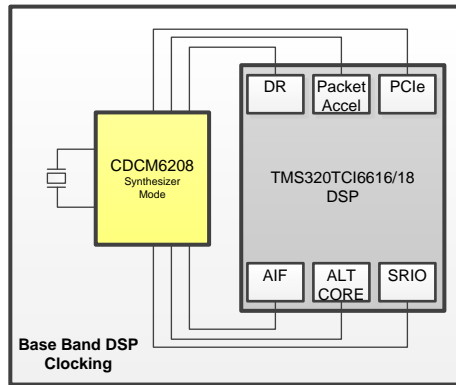 DR
Packet
Accel
PCIe
CDCM6208
Synthesizer
Mode
TMS320TCI6616/18
DSP
AIF
ALT
CORE
SRIO
Base Band DSP
Clocking